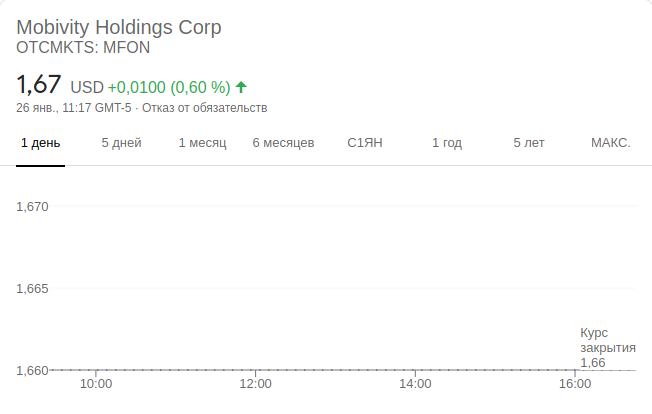 Mobivity Holdings Corp
OTCMKTS: MFON
1,67 USD +0,0100 (0,60 %)
26 янв., 11:17 GMT-5 · Отказ от обязательств
1 день 5 дней 1 месяц 6 месяцев С1ЯН 1 год 5 лет МАКС.
1,670
1,665
Курс
закрытия
1,66
1,660
10:00 12:00 14:00 16:00